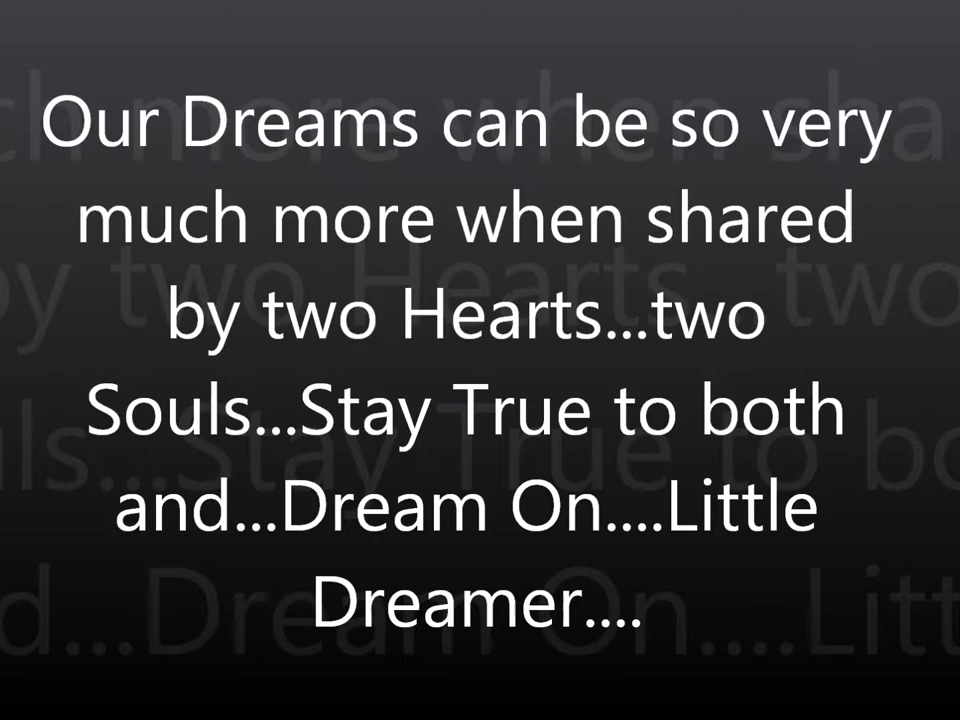 Our Dreams can be so very
much more when shared
by two Hearts...two
Souls...Stay True to both
and...Dream On....Little
Dreamer....